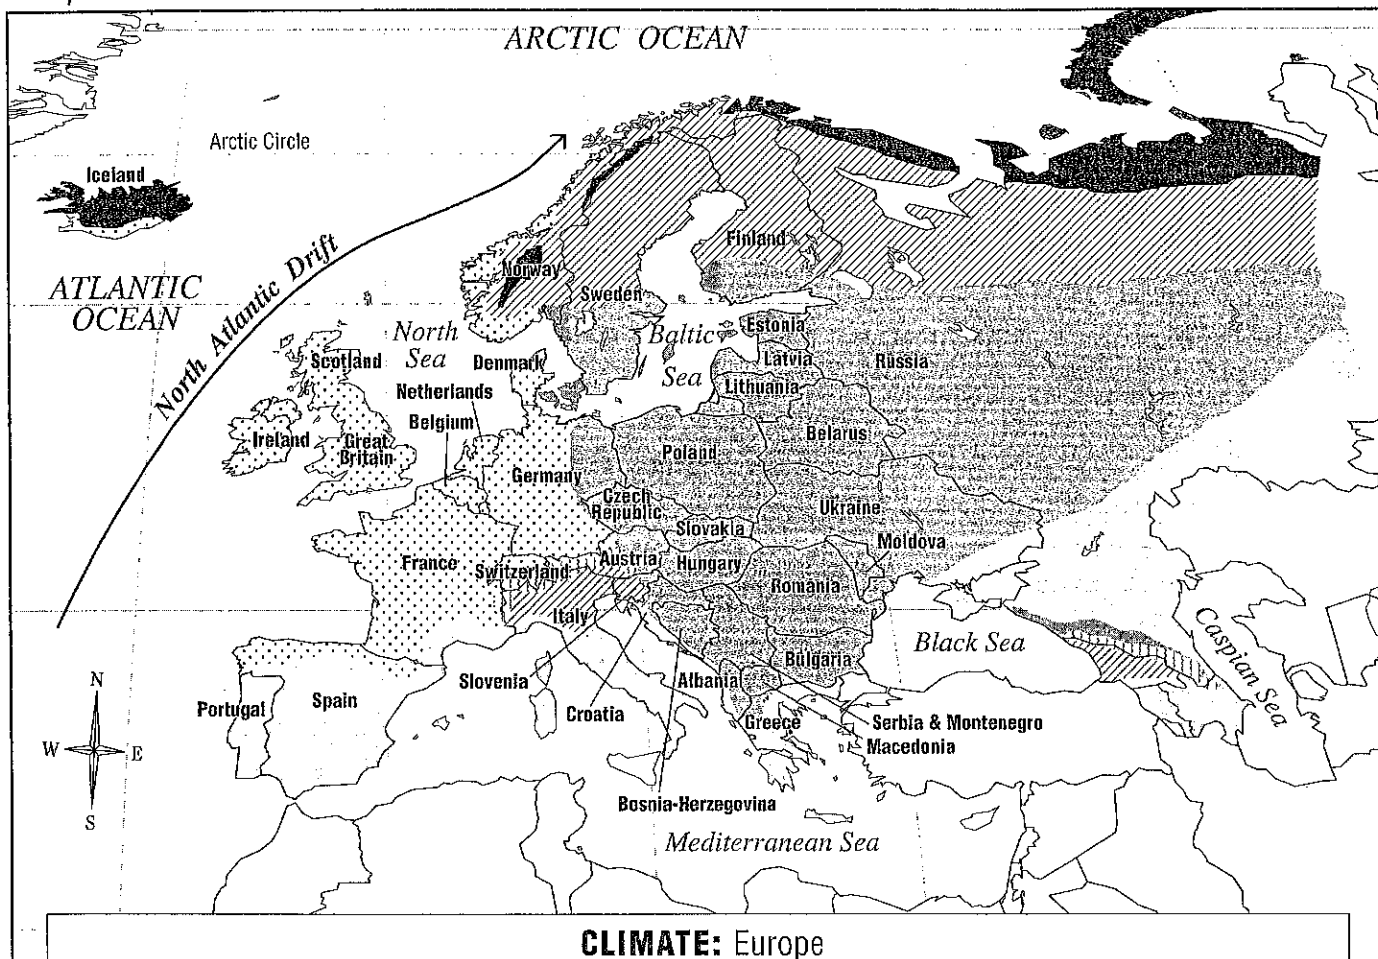 ARCTIC OCEAN
Arctic Circle
Iceland
North Atlantic Drift
ATLANTIC
OCEAN
Norway
Finland
Sweden
North
Sea
Baltic
Sea
Estonia
Latvia
Lithuania
Russia
Scotland
Denmark
Netherlands
Belgium
Ireland
Great
Britain
Germany
Poland
Belarus
Czech
Republic
Ukraine
Slovakia
Moldova
France
Switzerland
Austria
Hungary
Romania
Italy
Black Sea
Caspian Sea
Bulgaria
Slovenia
Albania
Portugal
Spain
Croatia
Greece
Serbia & Montenegro
Macedonia
Bosnia-Herzegovina
Mediterranean Sea
N
W
E
S
CLIMATE: Europe